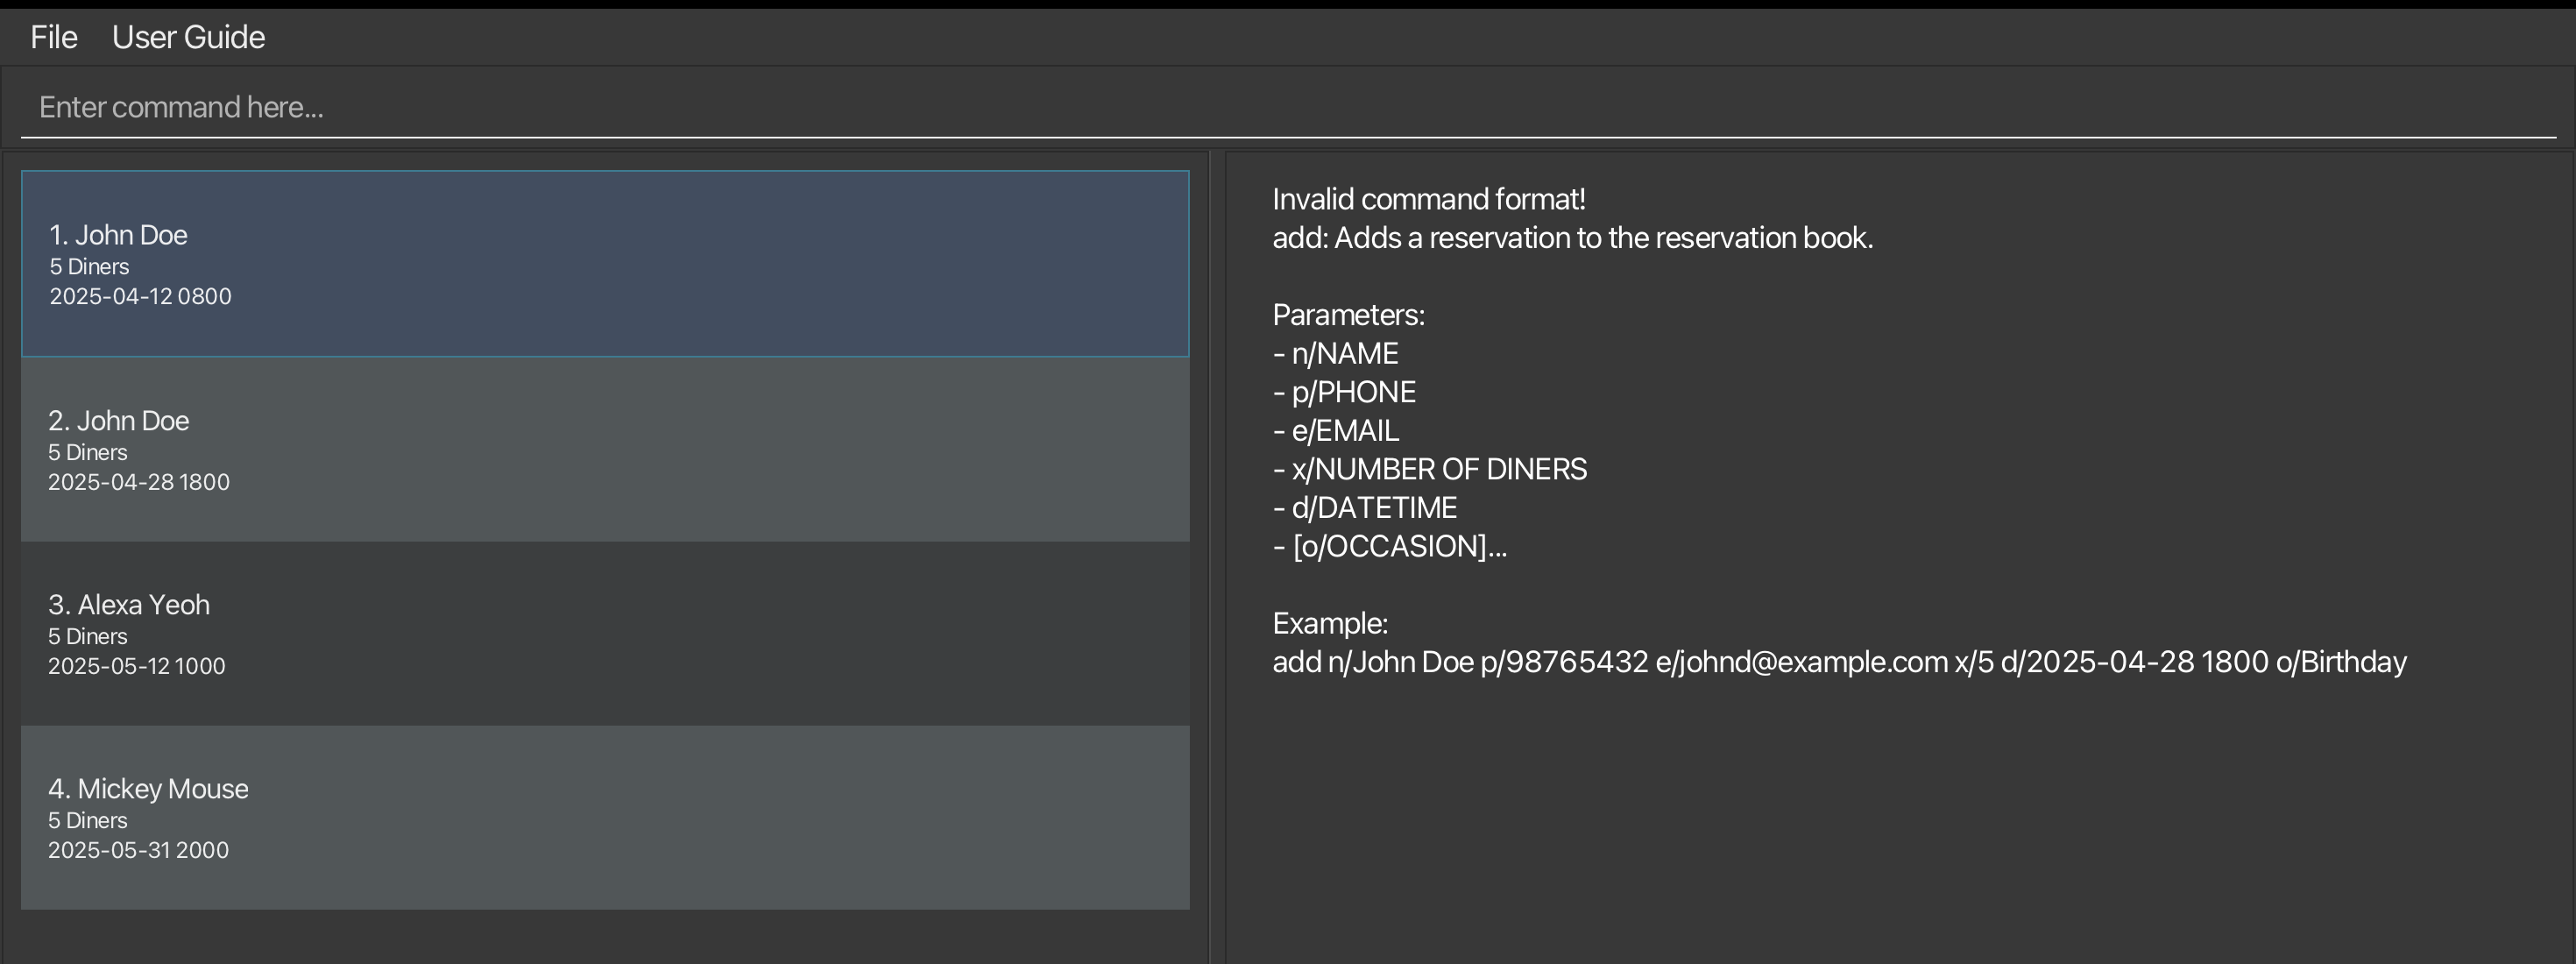 File User Guide
Enter command here...
1. John Doe
5 Diners
2025-04-12 0800
2. John Doe
5 Diners
2025-04-28 1800
3. Alexa Yeoh
5 Diners
2025-05-12 1000
4. Mickey Mouse
5 Diners
2025-05-31 2000
Invalid command format!
add: Adds a reservation to the reservation book.
Parameters:
- n/NAME
- p/PHONE
- e/EMAIL
- x/NUMBER OF DINERS
- d/DATETIME
- [o/OCCASION]...
Example:
add n/John Doe p/98765432 e/johnd@example.com x/5 d/2025-04-28 1800 o/Birthday